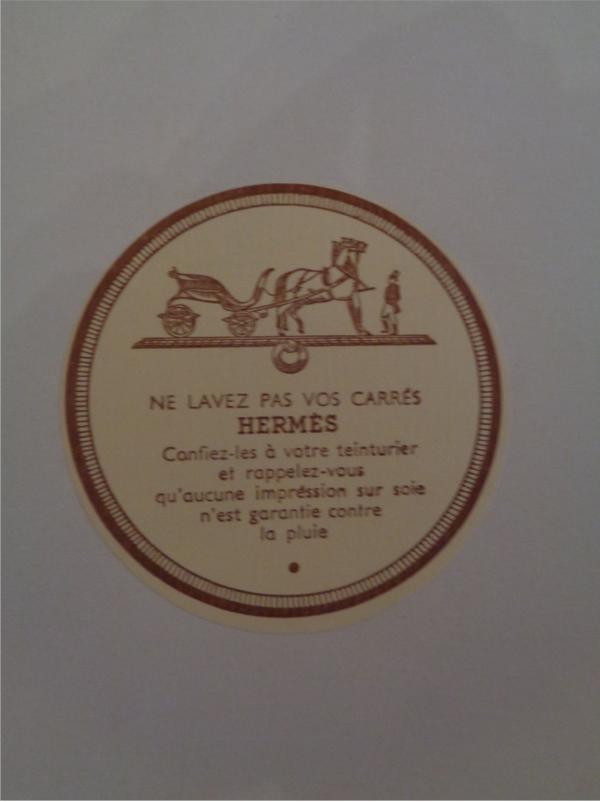 NE LAVEZ PAS VOS CARRÉS
HERMÈS
Confiez-les à votre teinturier
et rappelez-vous
qu'aucune impréssion sur soie
n'est garantie contre
la pluie